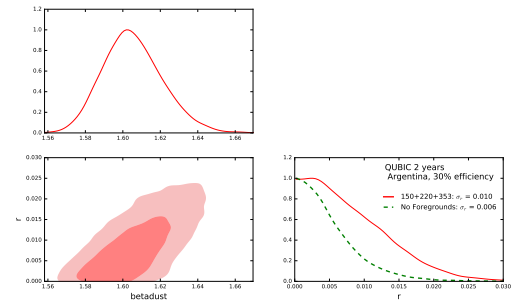 1.2
1.0
0.8
0.6
0.4
0.2
0.0
1.56 1.58 1.60 1.62 1.64 1.66
0.030
0.025
0.020
0.015
0.010
0.005
0.000
r
1.56 1.58 1.60 1.62 1.64 1.66
betadust
1.2
1.0
0.8
0.6
0.4
0.2
0.0
QUBIC 2 years
Argentina, 30% efficiency
150+220+353: σᵣ = 0.010
No Foregrounds: σᵣ = 0.006
0.000 0.005 0.010 0.015 0.020 0.025 0.030
r